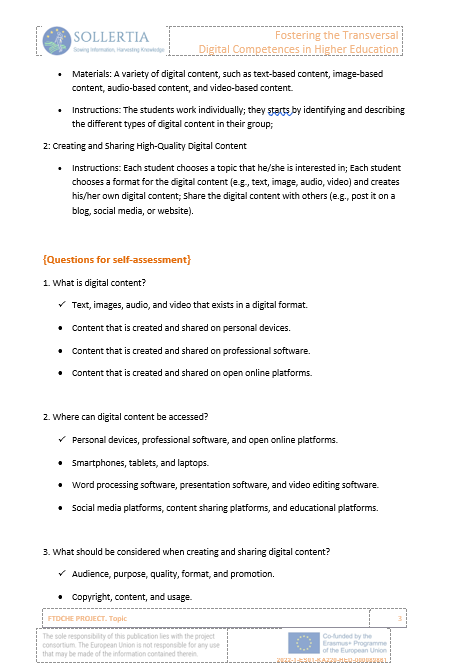 SOLLERTIA
Sowing Information, Harvesting Knowledge
Fostering the Transversal
Digital Competences in Higher Education
• Materials: A variety of digital content, such as text-based content, image-based
content, audio-based content, and video-based content.
• Instructions: The students work individually; they starts by identifying and describing
the different types of digital content in their group;
2: Creating and Sharing High-Quality Digital Content
• Instructions: Each student chooses a topic that he/she is interested in; Each student
chooses a format for the digital content (e.g., text, image, audio, video) and creates
his/her own digital content; Share the digital content with others (e.g., post it on a
blog, social media, or website).
{Questions for self-assessment}
1. What is digital content?
✓ Text, images, audio, and video that exists in a digital format.
• Content that is created and shared on personal devices.
• Content that is created and shared on professional software.
• Content that is created and shared on open online platforms.
2. Where can digital content be accessed?
✓ Personal devices, professional software, and open online platforms.
• Smartphones, tablets, and laptops.
• Word processing software, presentation software, and video editing software.
• Social media platforms, content sharing platforms, and educational platforms.
3. What should be considered when creating and sharing digital content?
✓ Audience, purpose, quality, format, and promotion.
• Copyright, content, and usage.
FTDCHE PROJECT. Topic
3
The sole responsibility of this publication lies with the project
consortium. The European Union is not responsible for any use
that may be made of the information contained therein.
Co-funded by the
Erasmus+ Programme
of the European Union